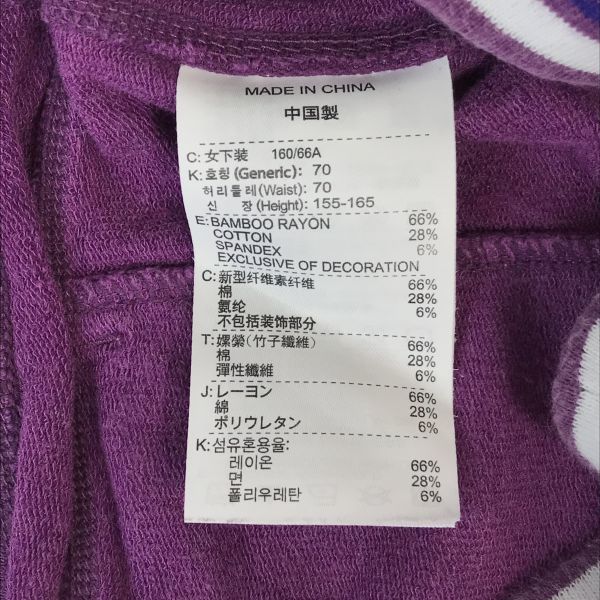 MADE IN CHINA
中国製
C: 女下装 160/66A
K: 호칭 (Generic): 70
허리둘레(Waist): 70
신 장 (Height): 155-165
E: BAMBOO RAYON 66%
COTTON 28%
SPANDEX 6%
EXCLUSIVE OF DECORATION
C: 新型纤维素纤维 66%
棉 28%
氨纶 6%
不包括装饰部分
T: 嫘縈(竹子纖維) 66%
棉 28%
彈性纖維 6%
J: レーヨン 66%
綿 28%
ポリウレタン 6%
K: 섬유혼용율:
레이온 66%
면 28%
폴리우레탄 6%